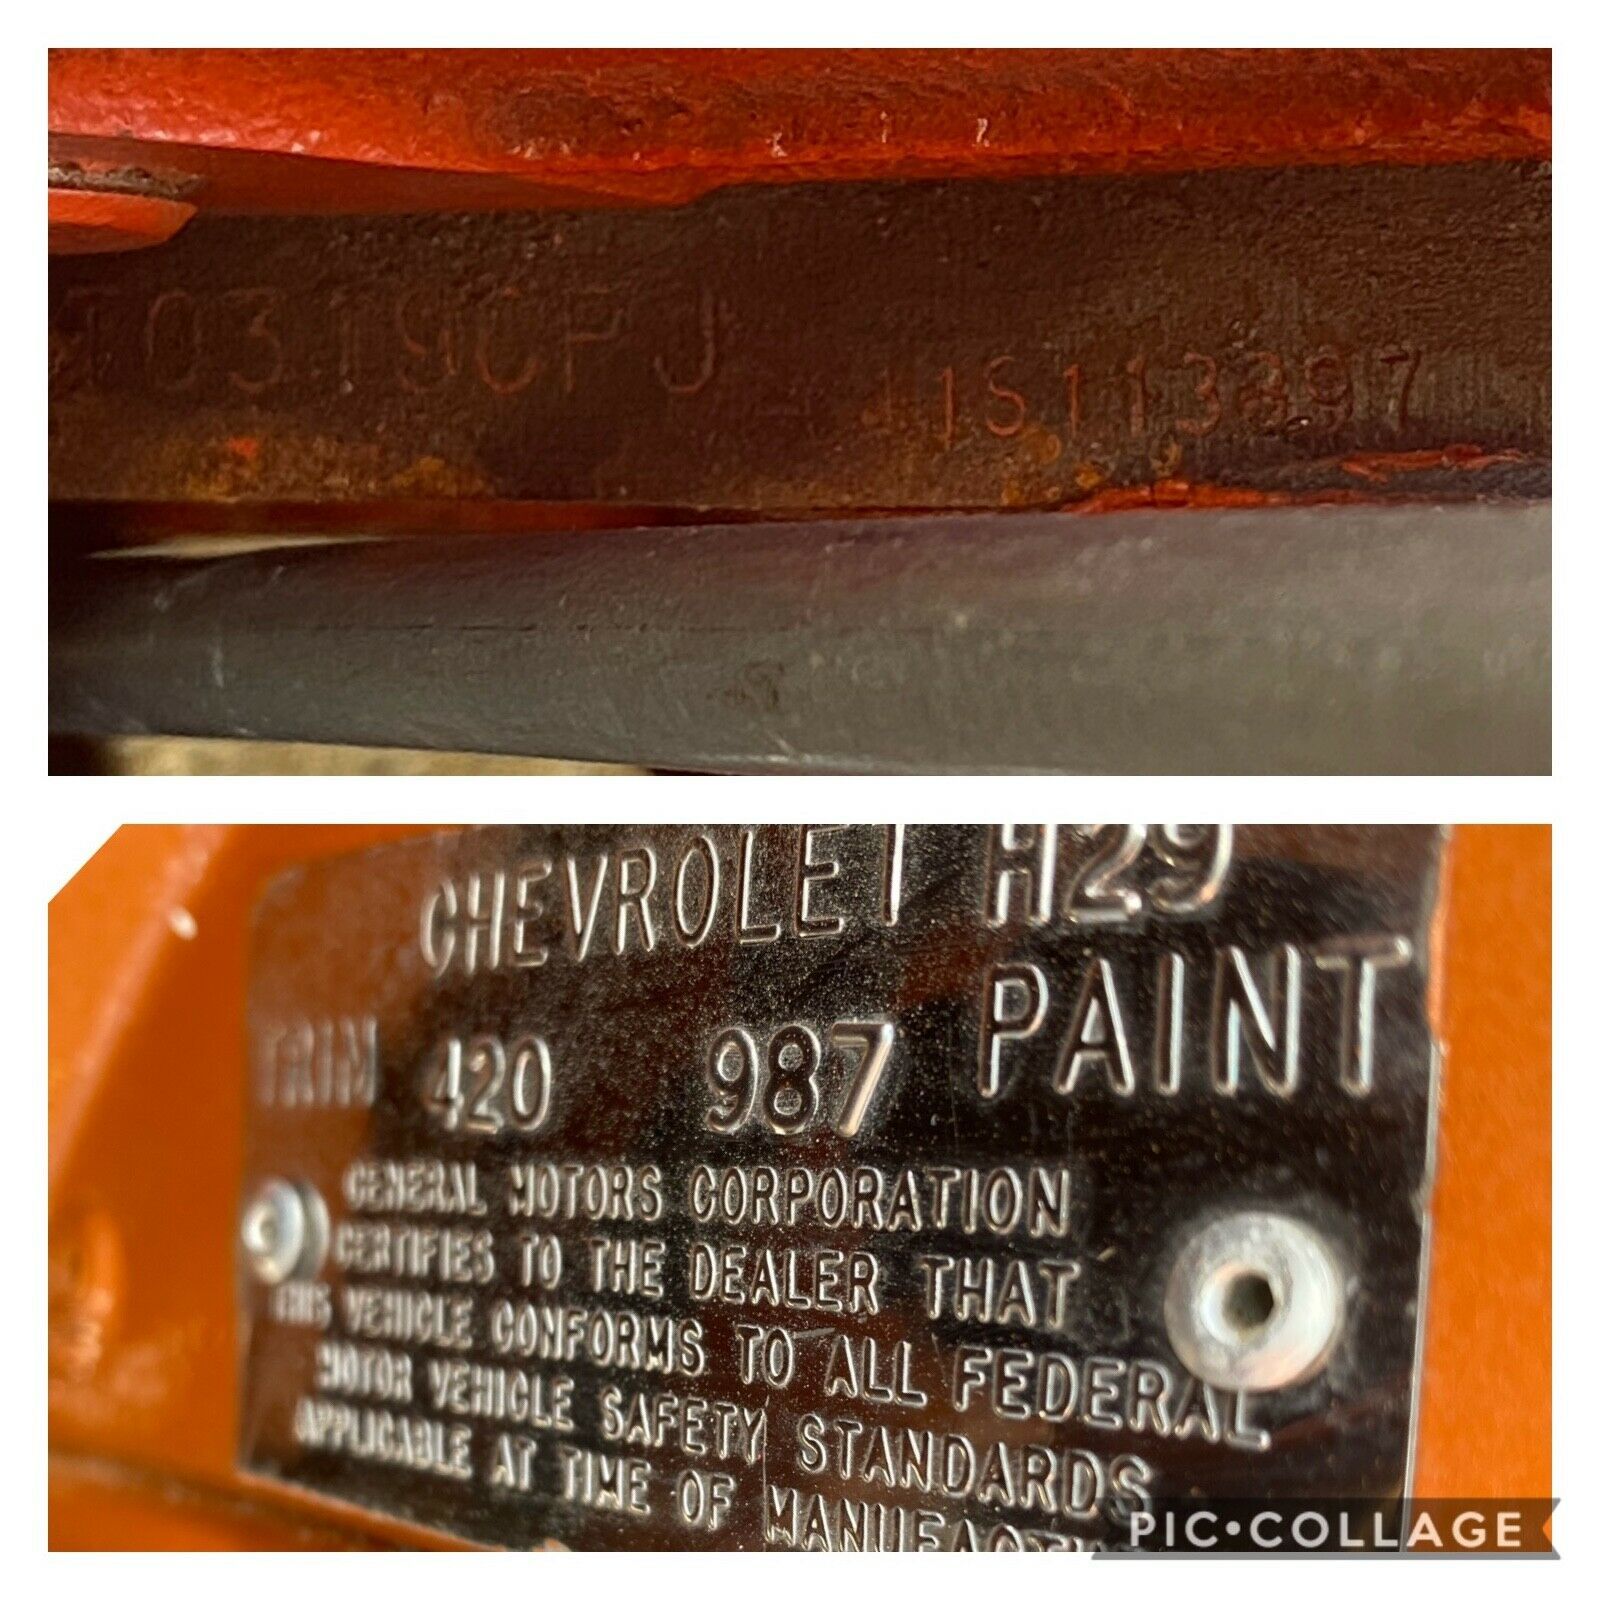 T0319CPJ
1S113897
CHEVROLET H29
TRIM 420 987 PAINT
GENERAL MOTORS CORPORATION
CERTIFIES TO THE DEALER THAT
THIS VEHICLE CONFORMS TO ALL FEDERAL
MOTOR VEHICLE SAFETY STANDARDS
APPLICABLE AT TIME OF
PIC•COLLAGE